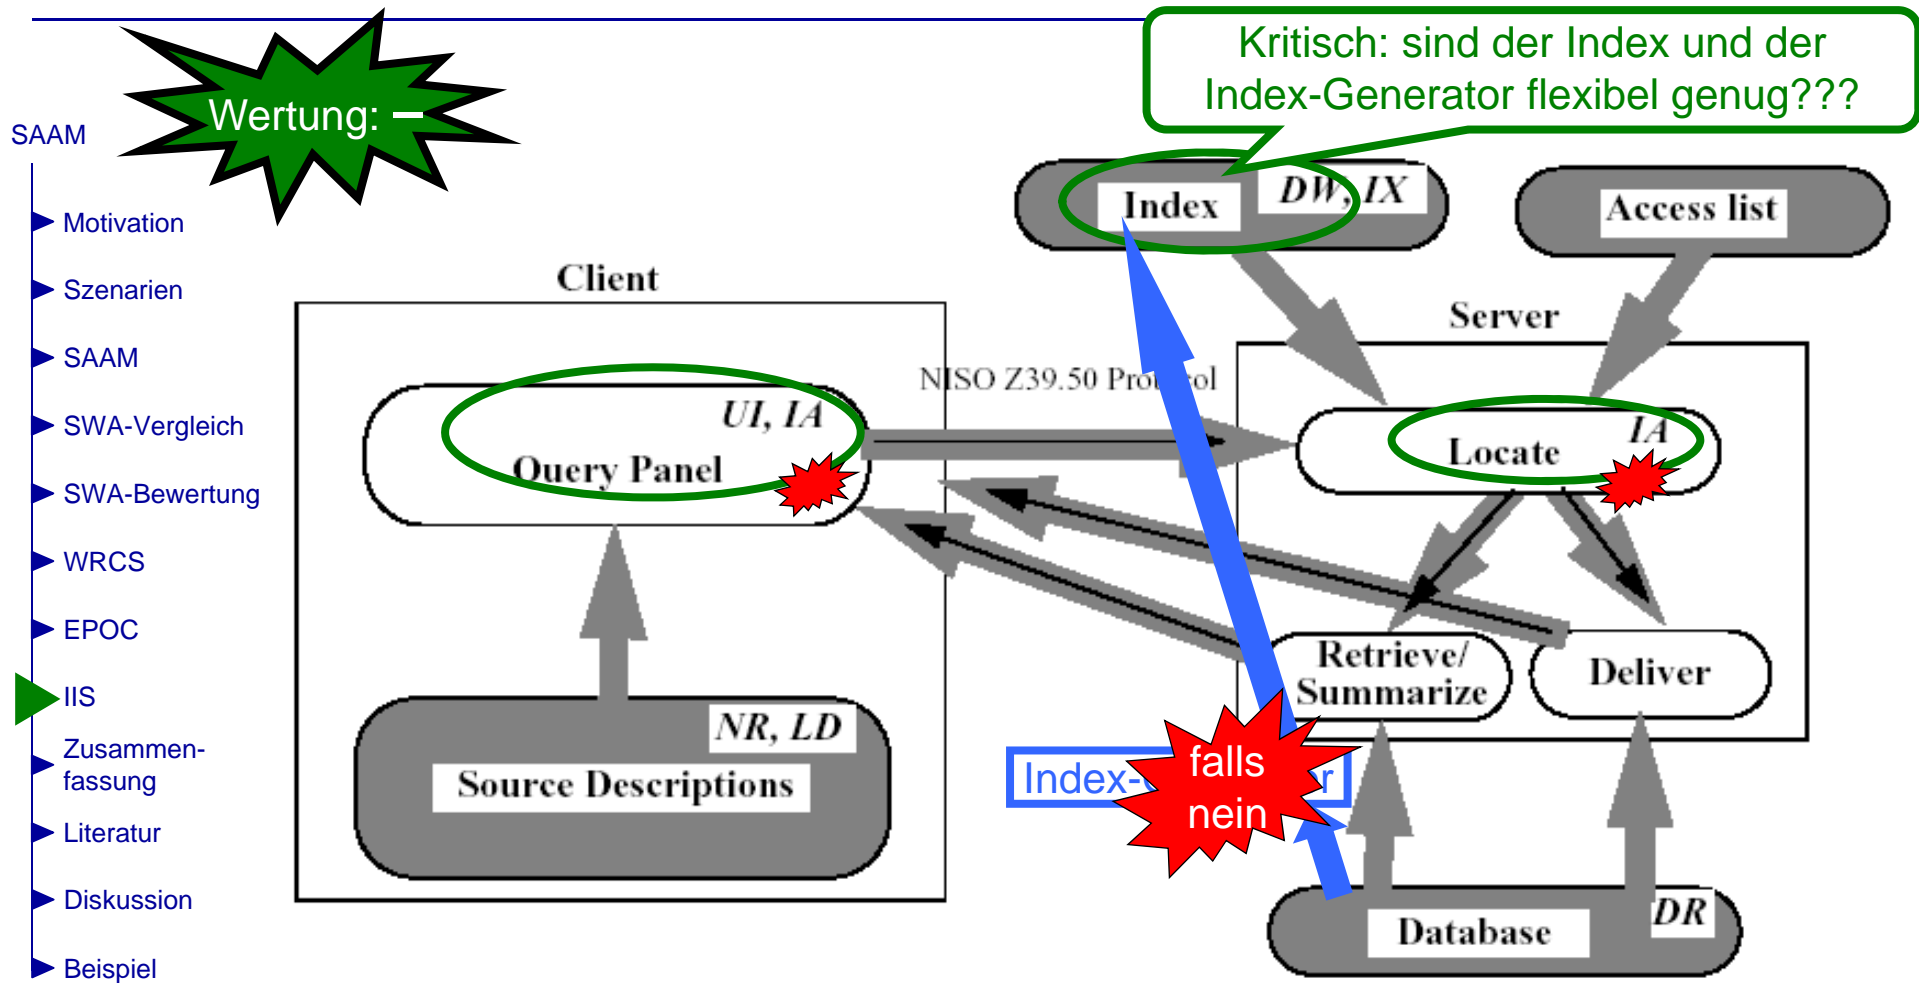 Kritisch: sind der Index und der
Index-Generator flexibel genug???
Wertung: –
SAAM
Motivation
Szenarien
SAAM
SWA-Vergleich
SWA-Bewertung
WRCS
EPOC
IIS
Zusammen-
fassung
Literatur
Diskussion
Beispiel
Index
DW, IX
Access list
Client
Server
NISO Z39.50 Protocol
UI, IA
Query Panel
IA
Locate
Retrieve/
Summarize
Deliver
NR, LD
Source Descriptions
Index-
falls
nein
Database
DR